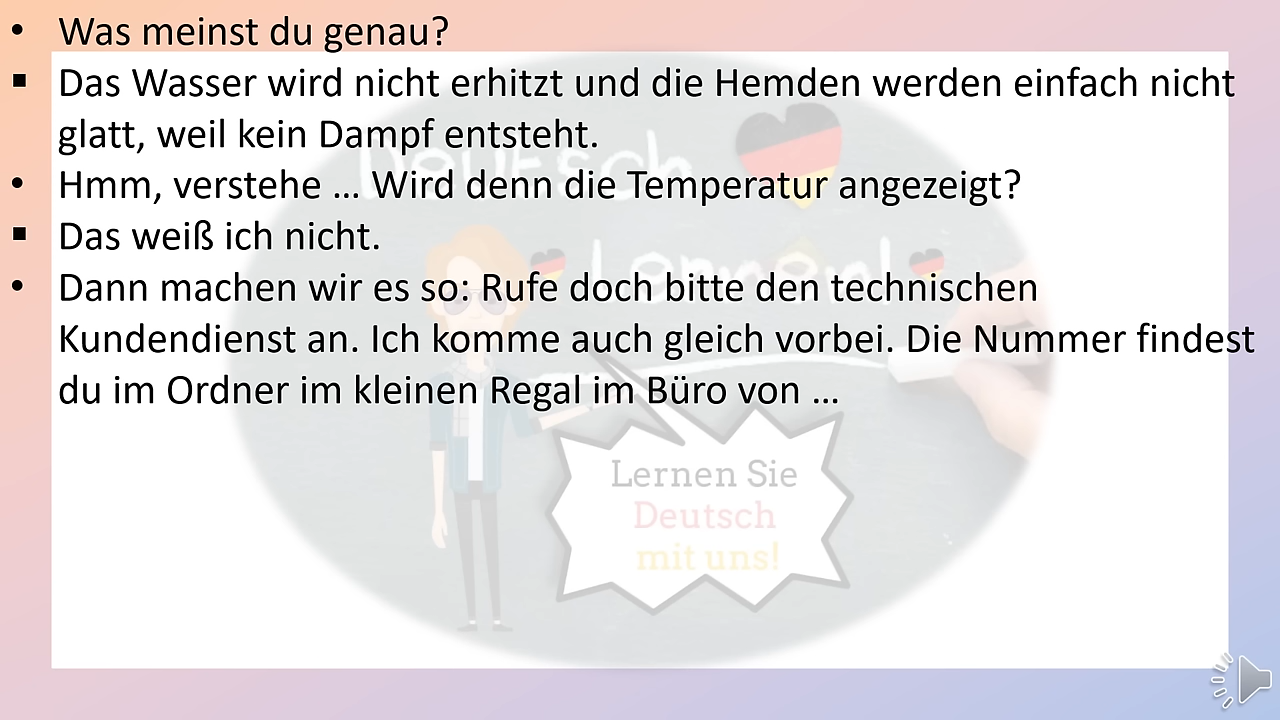 • Was meinst du genau?
▪ Das Wasser wird nicht erhitzt und die Hemden werden einfach nicht
glatt, weil kein Dampf entsteht.
• Hmm, verstehe … Wird denn die Temperatur angezeigt?
▪ Das weiß ich nicht.
• Dann machen wir es so: Rufe doch bitte den technischen
Kundendienst an. Ich komme auch gleich vorbei. Die Nummer findest
du im Ordner im kleinen Regal im Büro von …
Deutsch
Lernen!
Lernen Sie
Deutsch
mit uns!